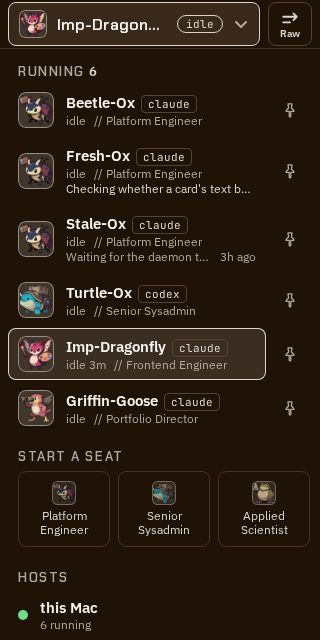 Imp-Dragon... idle
Raw
RUNNING 6
Beetle-Ox claude
idle // Platform Engineer
Fresh-Ox claude
idle // Platform Engineer
Checking whether a card's text b...
Stale-Ox claude
idle // Platform Engineer
Waiting for the daemon t... 3h ago
Turtle-Ox codex
idle // Senior Sysadmin
Imp-Dragonfly claude
idle 3m // Frontend Engineer
Griffin-Goose claude
idle // Portfolio Director
START A SEAT
Platform Engineer
Senior Sysadmin
Applied Scientist
HOSTS
this Mac
6 running